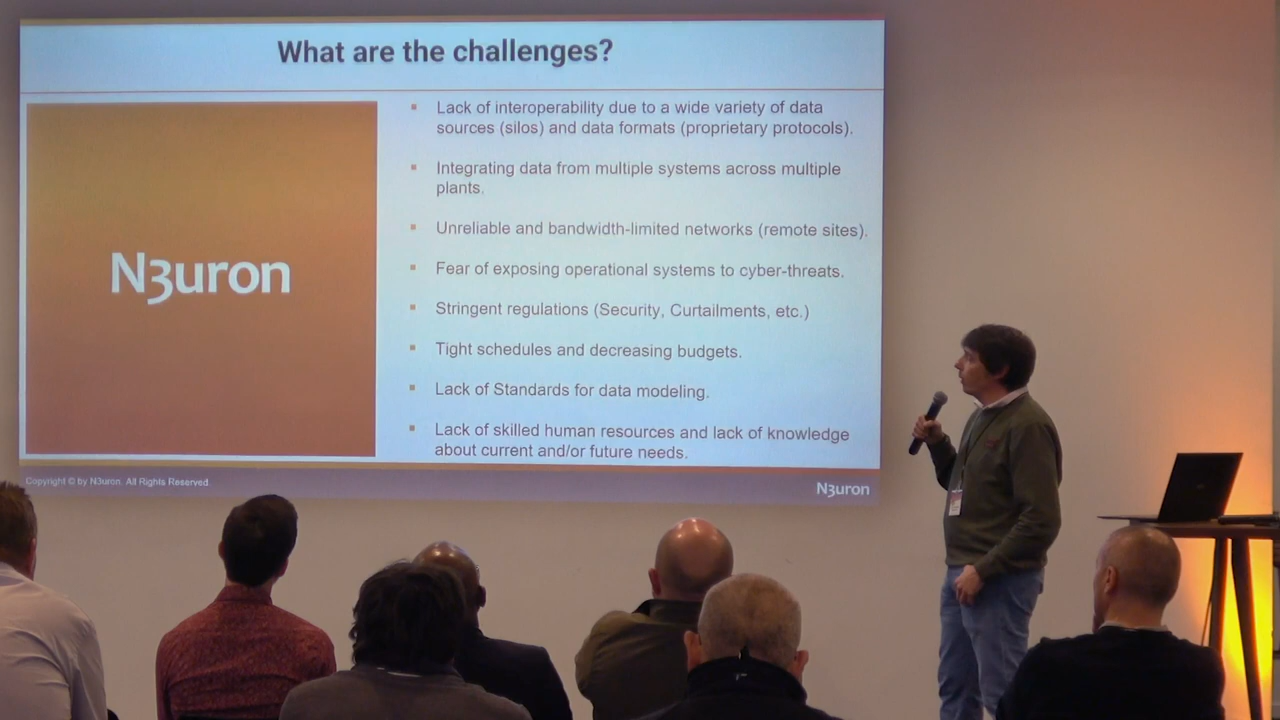 What are the challenges?
N3uron
Lack of interoperability due to a wide variety of data
sources (silos) and data formats (proprietary protocols).
Integrating data from multiple systems across multiple
plants.
Unreliable and bandwidth-limited networks (remote sites).
Fear of exposing operational systems to cyber-threats.
Stringent regulations (Security, Curtailments, etc.)
Tight schedules and decreasing budgets.
Lack of Standards for data modeling.
Lack of skilled human resources and lack of knowledge
about current and/or future needs.
Copyright © by N3uron. All Rights Reserved.
N3uron